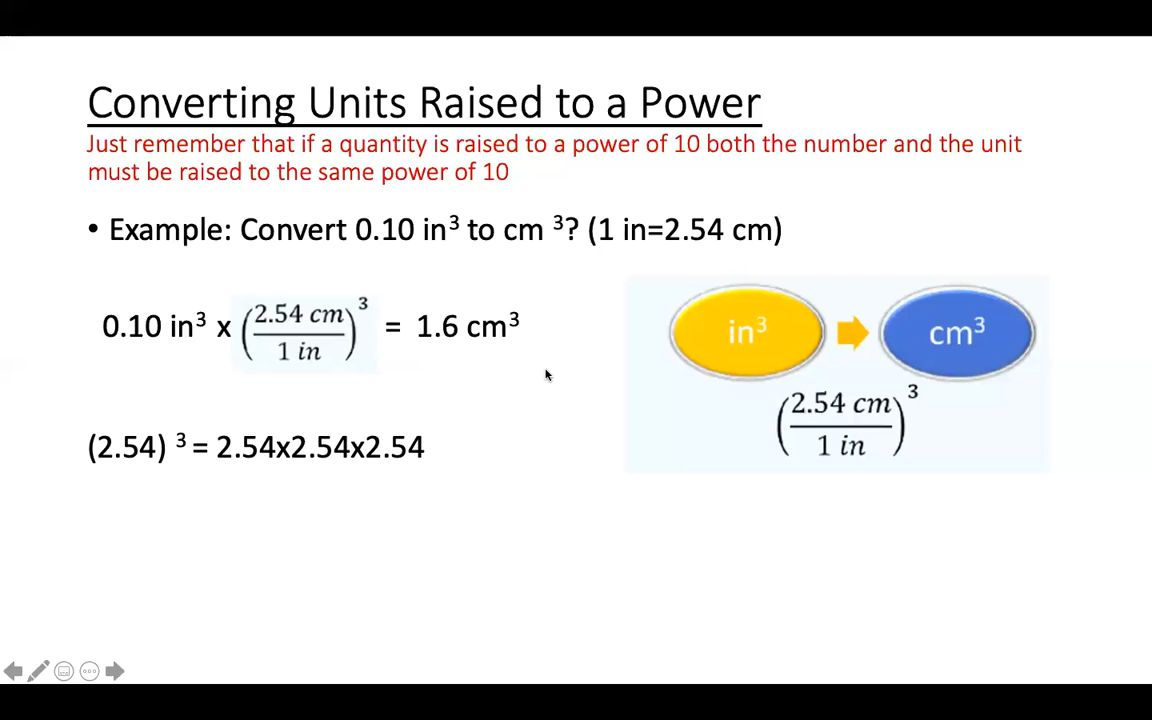 Converting Units Raised to a Power
Just remember that if a quantity is raised to a power of 10 both the number and the unit
must be raised to the same power of 10
• Example: Convert 0.10 in³ to cm ³? (1 in=2.54 cm)
0.10 in³ x (2.54 cm / 1 in)³ = 1.6 cm³
(2.54) ³ = 2.54x2.54x2.54
in³ cm³
(2.54 cm / 1 in)³